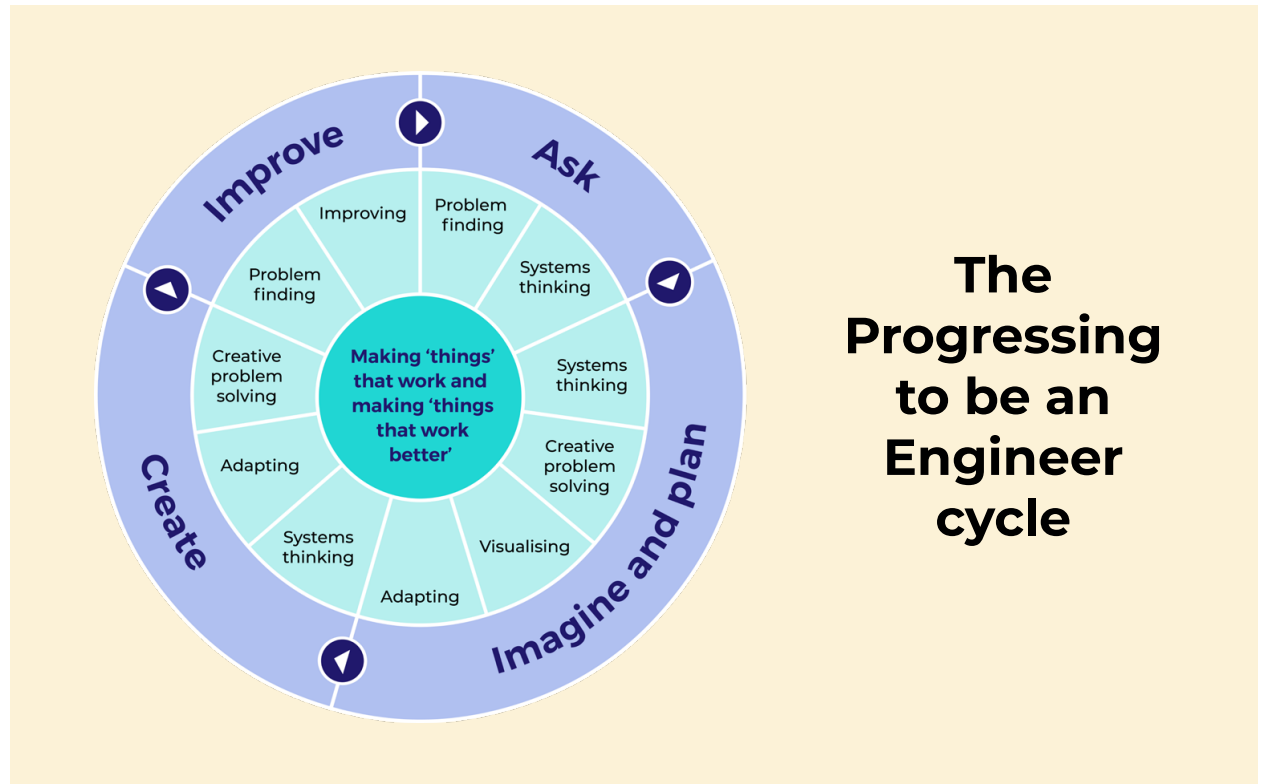 Improve
Ask
Improving
Problem
finding
Systems
thinking
Systems
thinking
Creative
problem
solving
Visualising
Adapting
Systems
thinking
Adapting
Creative
problem
solving
Problem
finding
Making ‘things’
that work and
making ‘things
that work
better’
Imagine and plan
Create
The
Progressing
to be an
Engineer
cycle